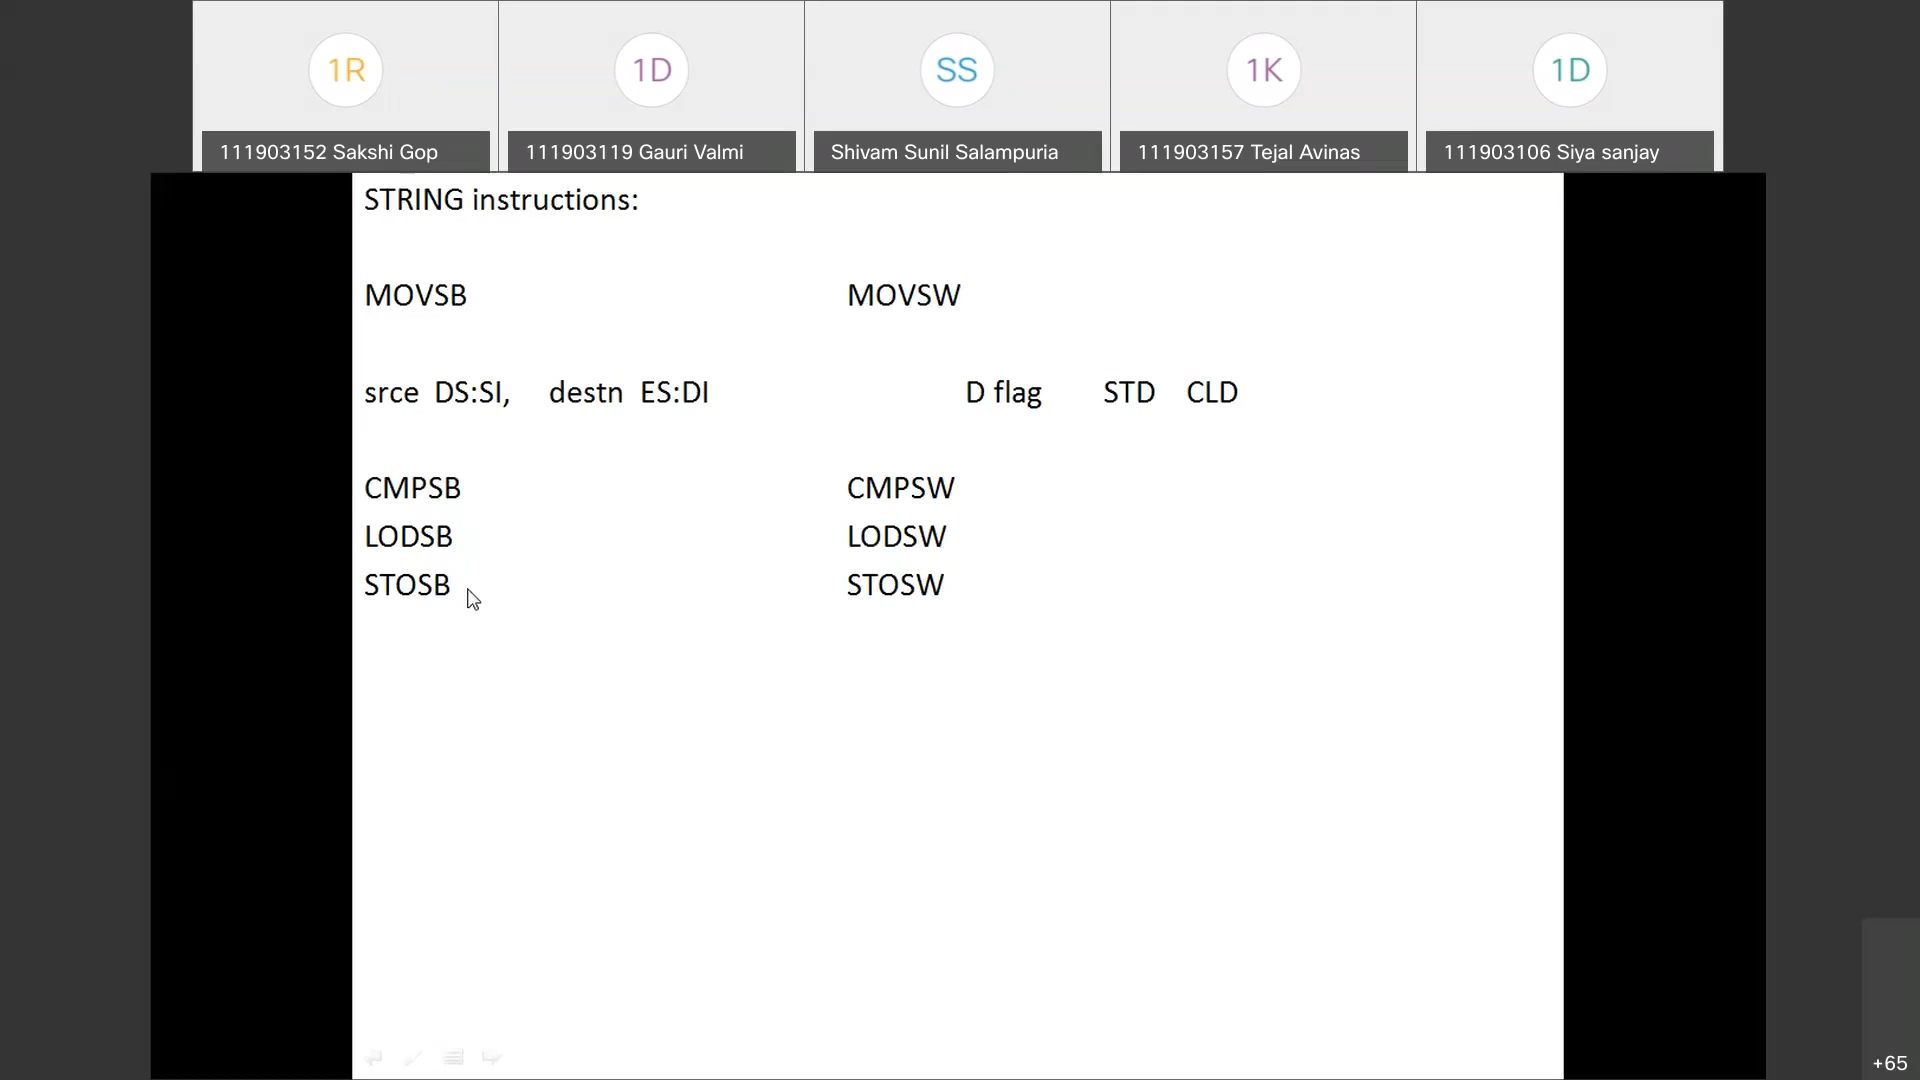 1R 1D SS 1K 1D
111903152 Sakshi Gop 111903119 Gauri Valmi Shivam Sunil Salampuria 111903157 Tejal Avinas 111903106 Siya sanjay
STRING instructions:
MOVSB MOVSW
srce DS:SI, destn ES:DI D flag STD CLD
CMPSB CMPSW
LODSB LODSW
STOSB STOSW
+65